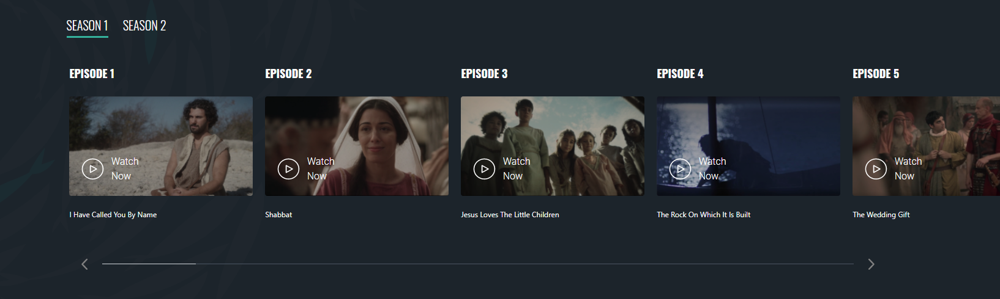 SEASON 1 SEASON 2
EPISODE 1 EPISODE 2 EPISODE 3 EPISODE 4 EPISODE 5
Watch Watch Watch Watch Watch
Now Now Now Now Now
I Have Called You By Name Shabbat Jesus Loves The Little Children The Rock On Which It Is Built The Wedding Gift